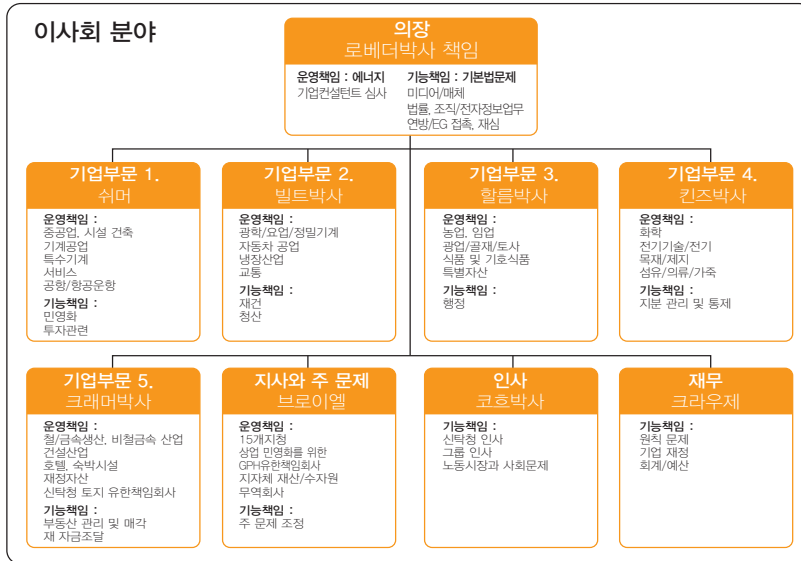 이사회 분야
의장
로베더박사 책임
운영책임 : 에너지
기업컨설턴트 심사
기능책임 : 기본법문제
미디어/매체
법률, 조직/전자정보업무
연방/EG 접촉, 재심
기업부문 1.
쉬머
운영책임 :
중공업, 시설 건축
기계공업
특수기계
서비스
공항/항공운항
기능책임 :
민영화
투자관련
기업부문 2.
빌트박사
운영책임 :
광학/요업/정밀기계
자동차 공업
냉장산업
교통
기능책임 :
재건
청산
기업부문 3.
할름박사
운영책임 :
농업, 임업
광업/골재/토사
식품 및 기호식품
특별자산
기능책임 :
행정
기업부문 4.
킨즈박사
운영책임 :
화학
전기기술/전기
목재/제지
섬유/의류/가죽
기능책임 :
지분 관리 및 통제
기업부문 5.
크래머박사
운영책임 :
철/금속생산, 비철금속 산업
건설산업
호텔, 숙박시설
재정자산
신탁청 토지 유한책임회사
기능책임 :
부동산 관리 및 매각
재 자금조달
지사와 주 문제
브로이엘
운영책임 :
15개지청
상업 민영화를 위한
GPH유한책임회사
지자체 재산/수자원
무역회사
기능책임 :
주 문제 조정
인사
코흐박사
기능책임 :
신탁청 인사
그룹 인사
노동시장과 사회문제
재무
크라우제
기능책임 :
원칙 문제
기업 재정
회계/예산